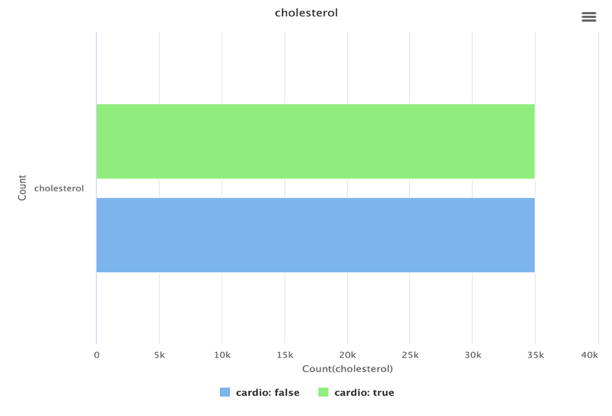 cholesterol
Count
cholesterol
0 5k 10k 15k 20k 25k 30k 35k 40k
Count(cholesterol)
cardio: false cardio: true